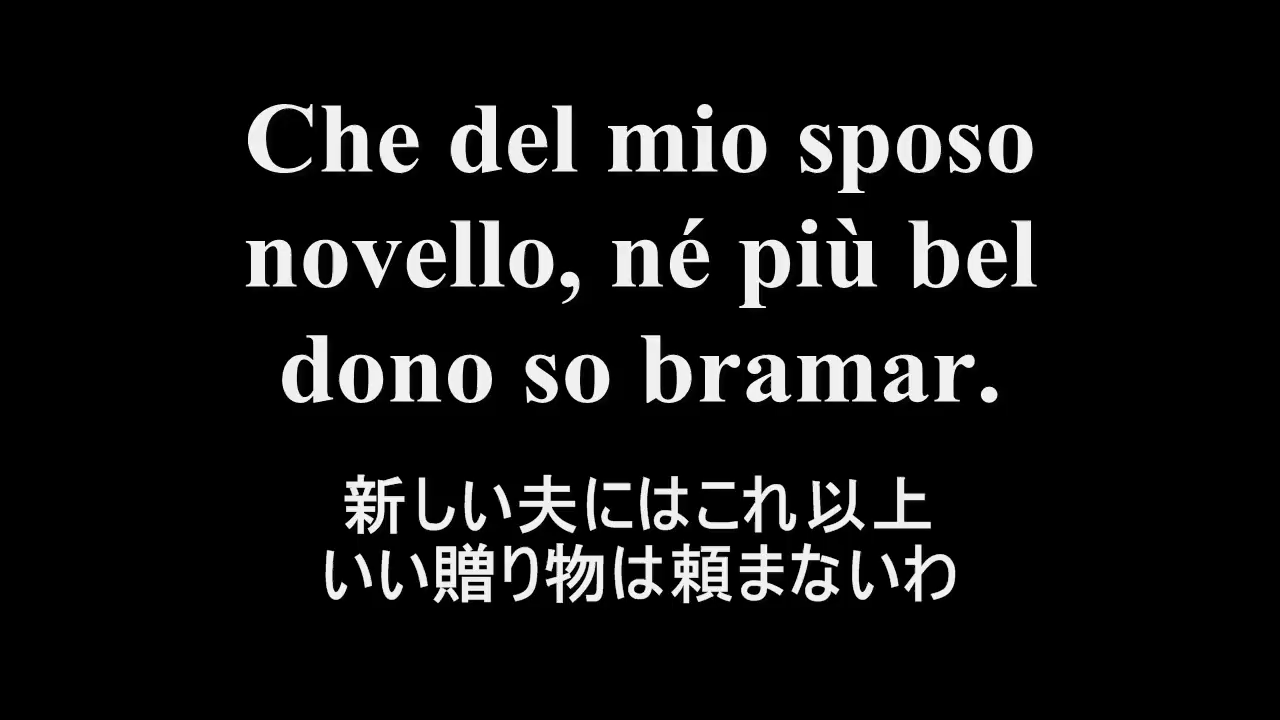 Che del mio sposo
novello, né più bel
dono so bramar.
新しい夫にはこれ以上
いい贈り物は頼まないわ